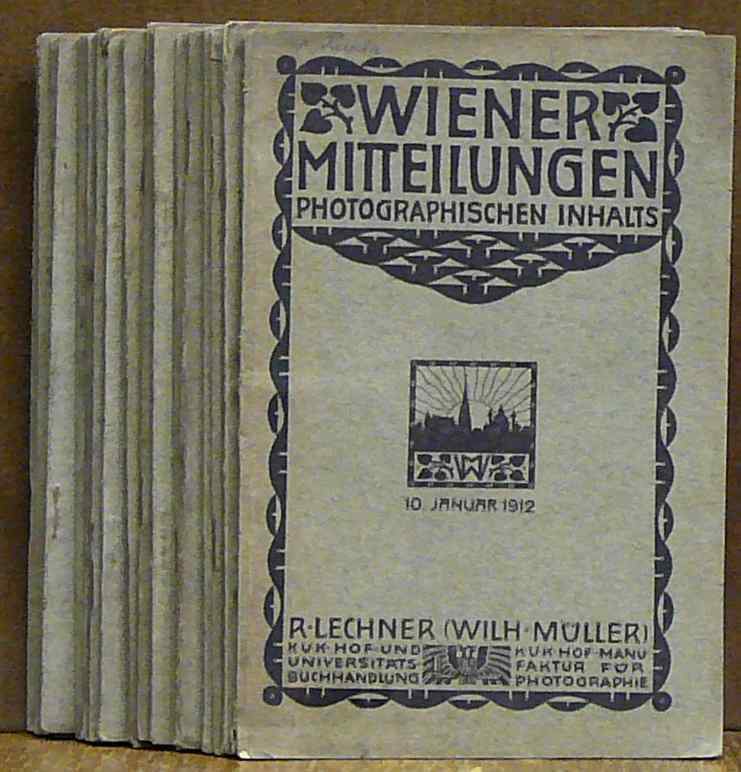 WIENER
MITTEILUNGEN
PHOTOGRAPHISCHEN INHALTS
W
10. JANUAR 1912
R·LECHNER (WILH·MÜLLER)
K·U·K·HOF·UND
UNIVERSITÄTS
BUCHHANDLUNG
K·U·K·HOF·MANU
FAKTUR FÜR
PHOTOGRAPHIE